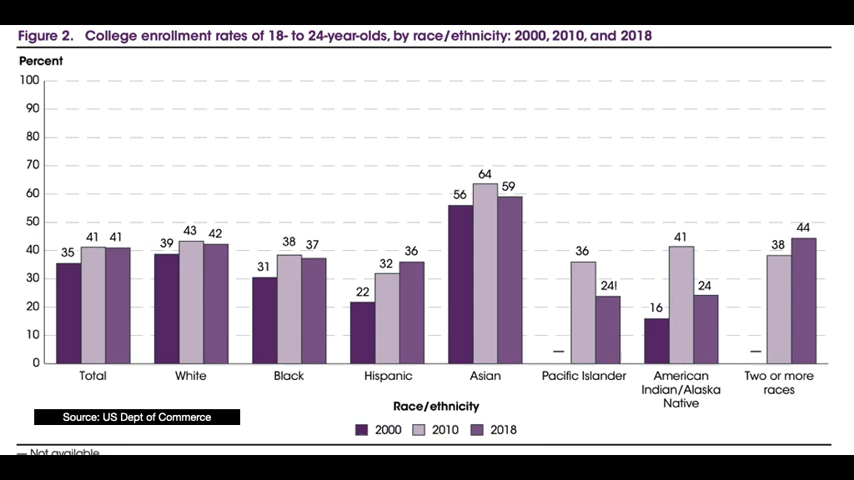 Figure 2. College enrollment rates of 18- to 24-year-olds, by race/ethnicity: 2000, 2010, and 2018
Percent
100
90
80
70
60
50
40
30
20
10
0
35 41 41
39 43 42
31 38 37
22 32 36
56 64 59
— 36 24!
16 41 24
— 38 44
Total
White
Black
Hispanic
Asian
Pacific Islander
American
Indian/Alaska
Native
Two or more
races
Race/ethnicity
2000 2010 2018
Source: US Dept of Commerce
— Not available